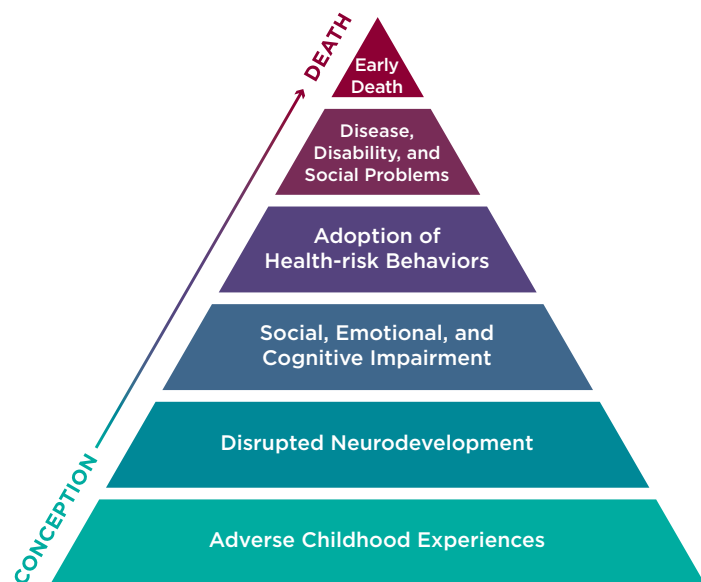 DEATH
Early
Death
Disease,
Disability, and
Social Problems
Adoption of
Health-risk Behaviors
Social, Emotional, and
Cognitive Impairment
Disrupted Neurodevelopment
CONCEPTION
Adverse Childhood Experiences